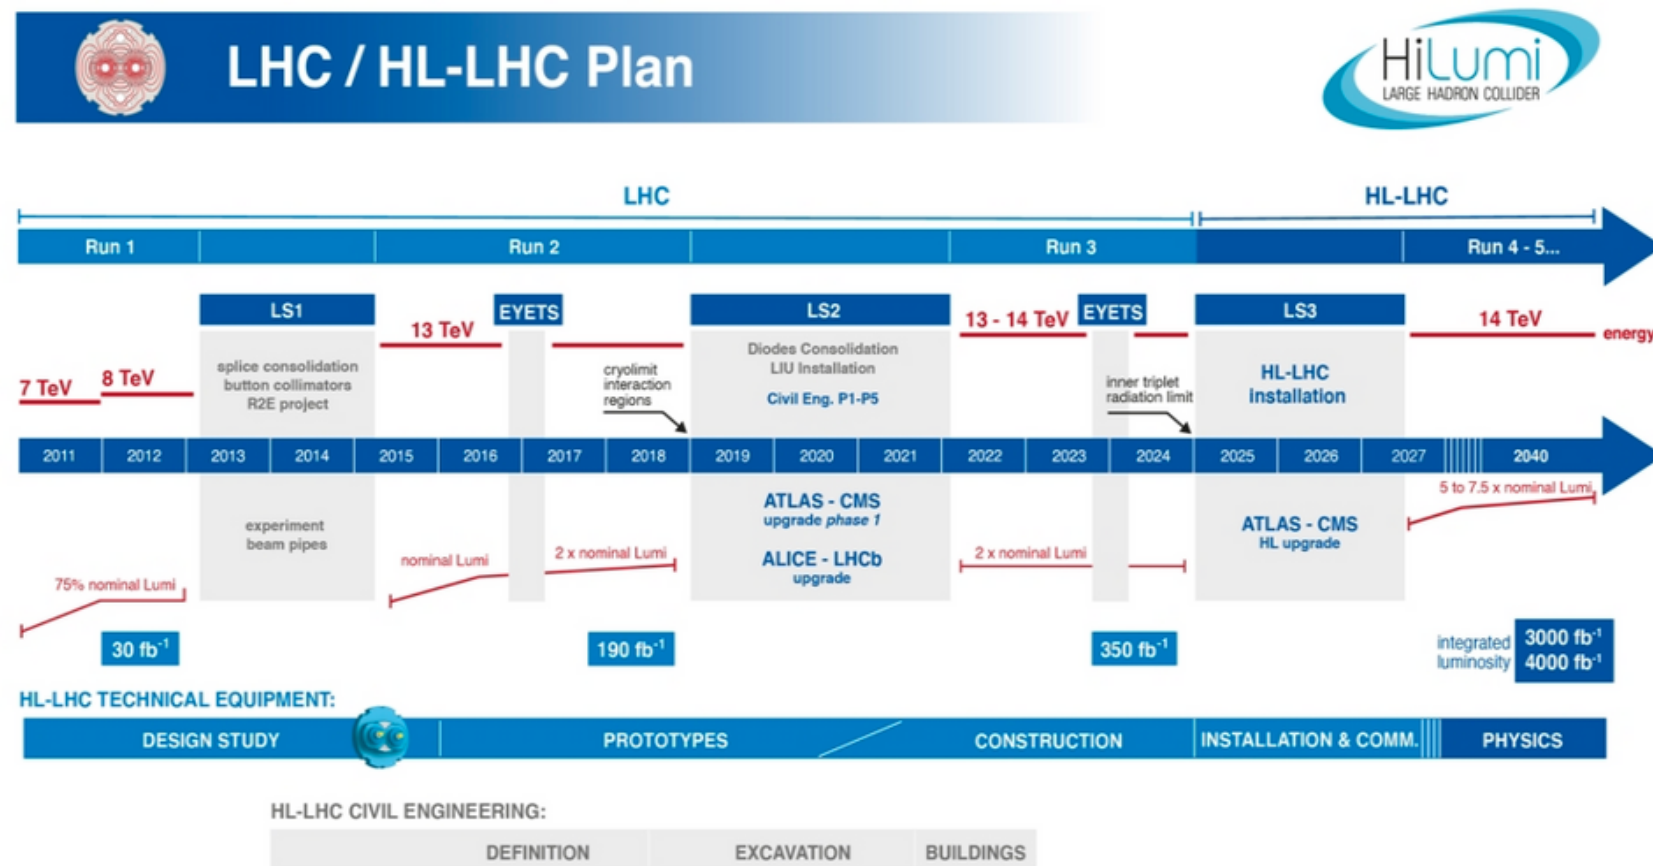 LHC / HL-LHC Plan
HiLumi
LARGE HADRON COLLIDER
LHC
HL-LHC
Run 1
Run 2
Run 3
Run 4 - 5...
LS1
EYETS
LS2
EYETS
LS3
7 TeV
8 TeV
13 TeV
13 - 14 TeV
14 TeV
energy
splice consolidation
button collimators
R2E project
cryolimit
interaction
regions
Diodes Consolidation
LIU Installation
Civil Eng. P1-P5
inner triplet
radiation limit
HL-LHC
installation
2011
2012
2013
2014
2015
2016
2017
2018
2019
2020
2021
2022
2023
2024
2025
2026
2027
2040
experiment
beam pipes
ATLAS - CMS
upgrade phase 1
ALICE - LHCb
upgrade
ATLAS - CMS
HL upgrade
75% nominal Lumi
nominal Lumi
2 x nominal Lumi
2 x nominal Lumi
5 to 7.5 x nominal Lumi
30 fb⁻¹
190 fb⁻¹
350 fb⁻¹
integrated
luminosity
3000 fb⁻¹
4000 fb⁻¹
HL-LHC TECHNICAL EQUIPMENT:
DESIGN STUDY
PROTOTYPES
CONSTRUCTION
INSTALLATION & COMM.
PHYSICS
HL-LHC CIVIL ENGINEERING:
DEFINITION
EXCAVATION
BUILDINGS